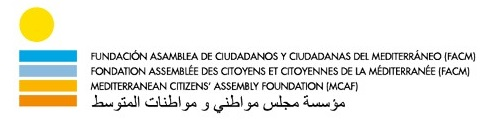 FUNDACIÓN ASAMBLEA DE CIUDADANOS Y CIUDADANAS DEL MEDITERRÁNEO (FACM)
FONDATION ASSEMBLÉE DES CITOYENS ET CITOYENNES DE LA MÉDITERRANÉE (FACM)
MEDITERRANEAN CITIZENS' ASSEMBLY FOUNDATION (MCAF)
مؤسسة مجلس مواطني و مواطنات المتوسط